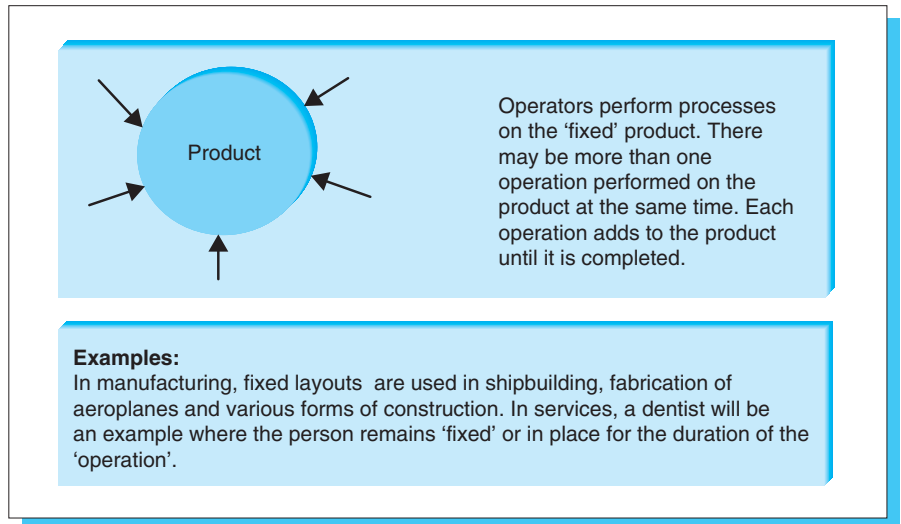 Product
Operators perform processes
on the ‘fixed’ product. There
may be more than one
operation performed on the
product at the same time. Each
operation adds to the product
until it is completed.
Examples:
In manufacturing, fixed layouts are used in shipbuilding, fabrication of
aeroplanes and various forms of construction. In services, a dentist will be
an example where the person remains ‘fixed’ or in place for the duration of the
‘operation’.